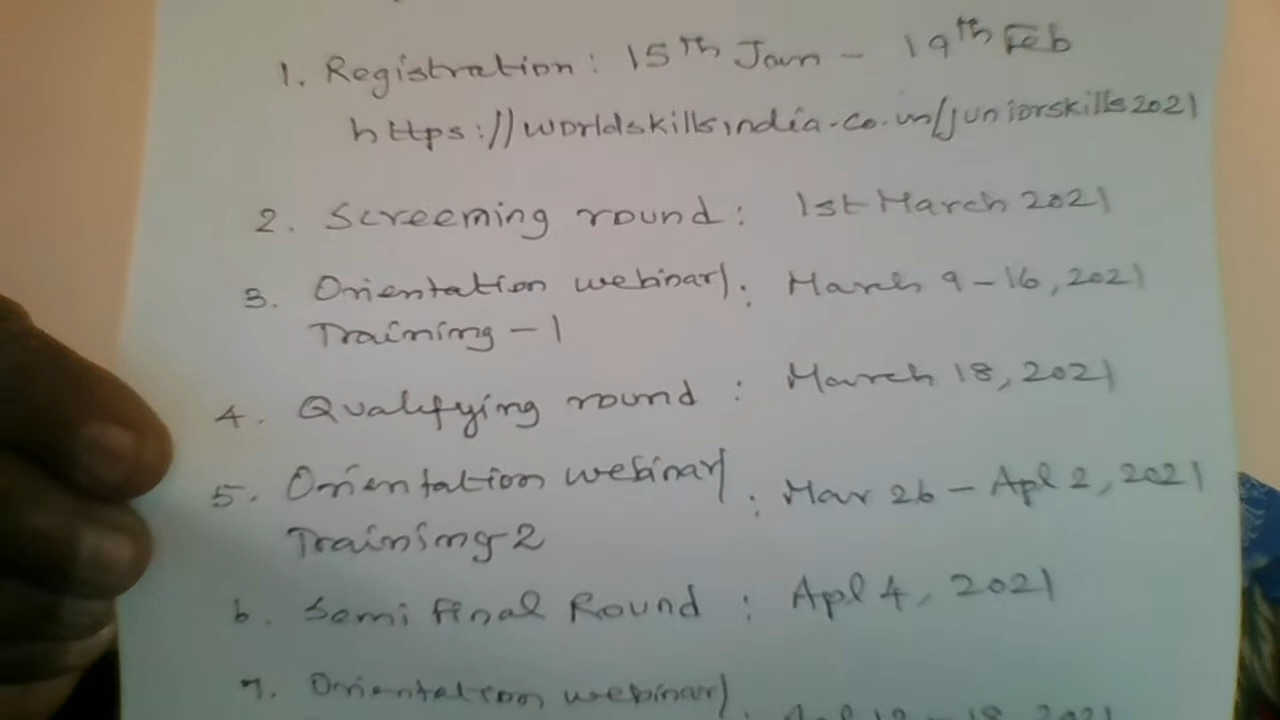 1. Registration: 15th Jan - 19th Feb
https://worldskillsindia.co.in/juniorskills2021
2. Screening round: 1st March 2021
3. Orientation webinar/: March 9-16, 2021
Training-1
4. Qualifying round: March 18, 2021
5. Orientation webinar/: Mar 26 - Apl 2, 2021
Training-2
6. Semi final Round: Apl 4, 2021
7. Orientation webinar/